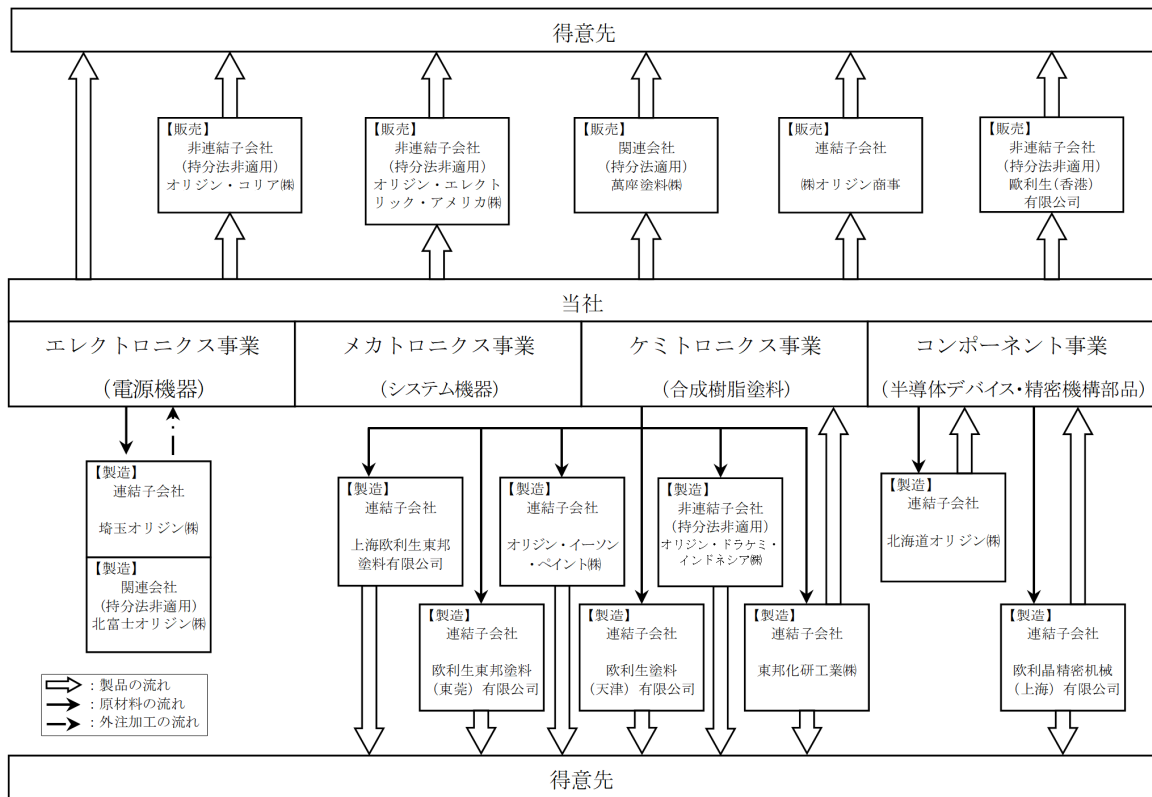 得意先
【販売】
非連結子会社
(持分法非適用)
オリジン・コリア㈱
【販売】
非連結子会社
(持分法非適用)
オリジン・エレクト
リック・アメリカ㈱
【販売】
関連会社
(持分法適用)
萬座塗料㈱
【販売】
連結子会社
㈱オリジン商事
【販売】
非連結子会社
(持分法非適用)
歐利生(香港)
有限公司
当社
エレクトロニクス事業
(電源機器)
メカトロニクス事業
(システム機器)
ケミトロニクス事業
(合成樹脂塗料)
コンポーネント事業
(半導体デバイス・精密機構部品)
【製造】
連結子会社
埼玉オリジン㈱
【製造】
関連会社
(持分法非適用)
北富士オリジン㈱
【製造】
連結子会社
上海欧利生東邦
塗料有限公司
【製造】
連結子会社
オリジン・イーソン
・ペイント㈱
【製造】
非連結子会社
(持分法非適用)
オリジン・ドラケミ・
インドネシア㈱
【製造】
連結子会社
北海道オリジン㈱
【製造】
連結子会社
欧利生東邦塗料
(東莞)有限公司
【製造】
連結子会社
欧利生塗料
(天津)有限公司
【製造】
連結子会社
東邦化研工業㈱
【製造】
連結子会社
欧利晶精密机械
(上海)有限公司
:製品の流れ
:原材料の流れ
:外注加工の流れ
得意先